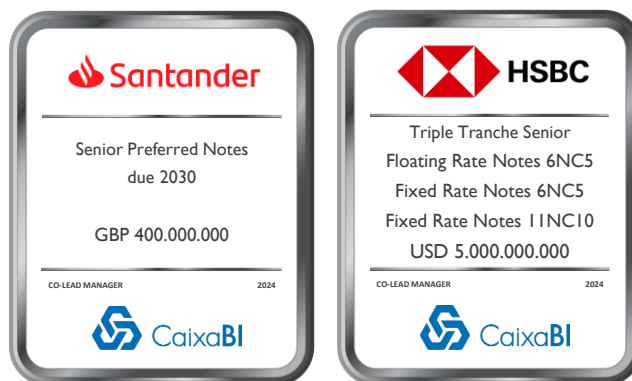 Santander
Senior Preferred Notes
due 2030
GBP 400.000.000
CO-LEAD MANAGER 2024
CaixaBI
HSBC
Triple Tranche Senior
Floating Rate Notes 6NC5
Fixed Rate Notes 6NC5
Fixed Rate Notes 11NC10
USD 5.000.000.000
CO-LEAD MANAGER 2024
CaixaBI